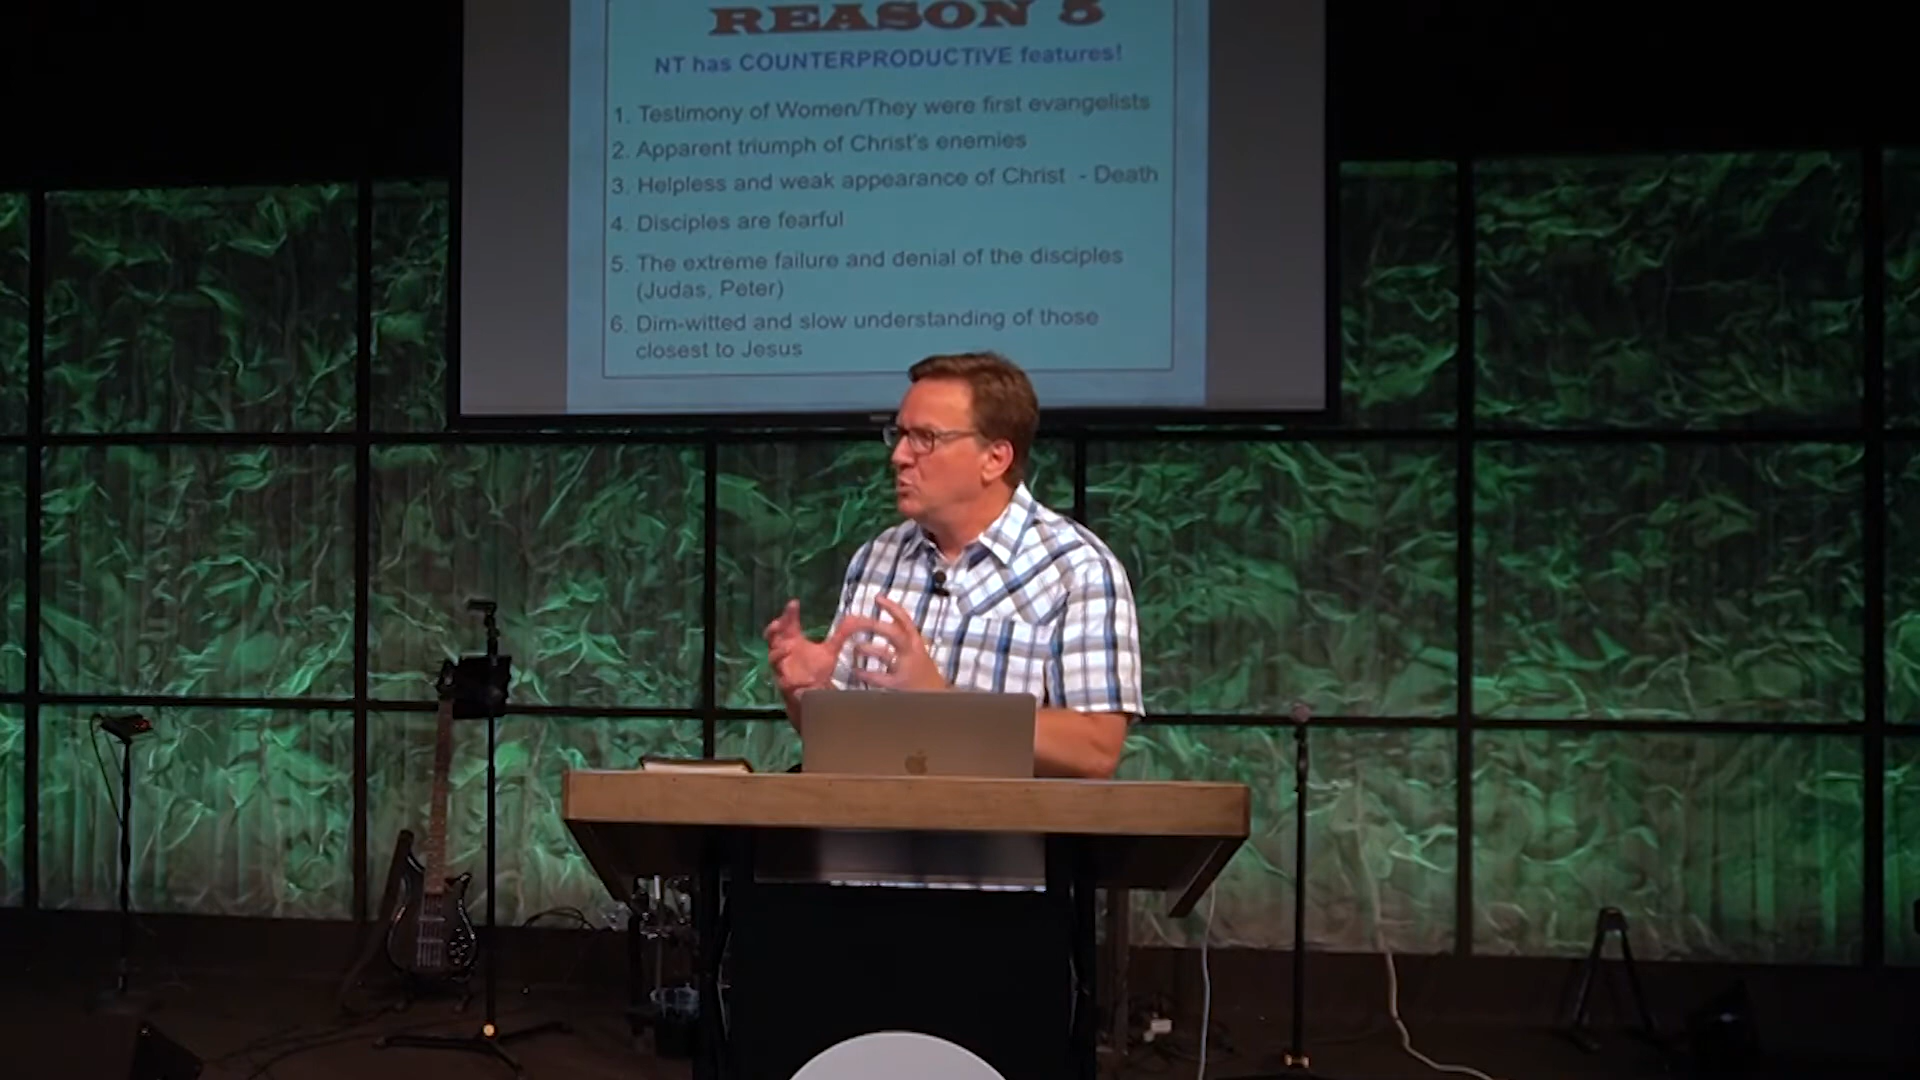 REASON 5
NT has COUNTERPRODUCTIVE features!
1. Testimony of Women/They were first evangelists
2. Apparent triumph of Christ's enemies
3. Helpless and weak appearance of Christ - Death
4. Disciples are fearful
5. The extreme failure and denial of the disciples
(Judas, Peter)
6. Dim-witted and slow understanding of those
closest to Jesus